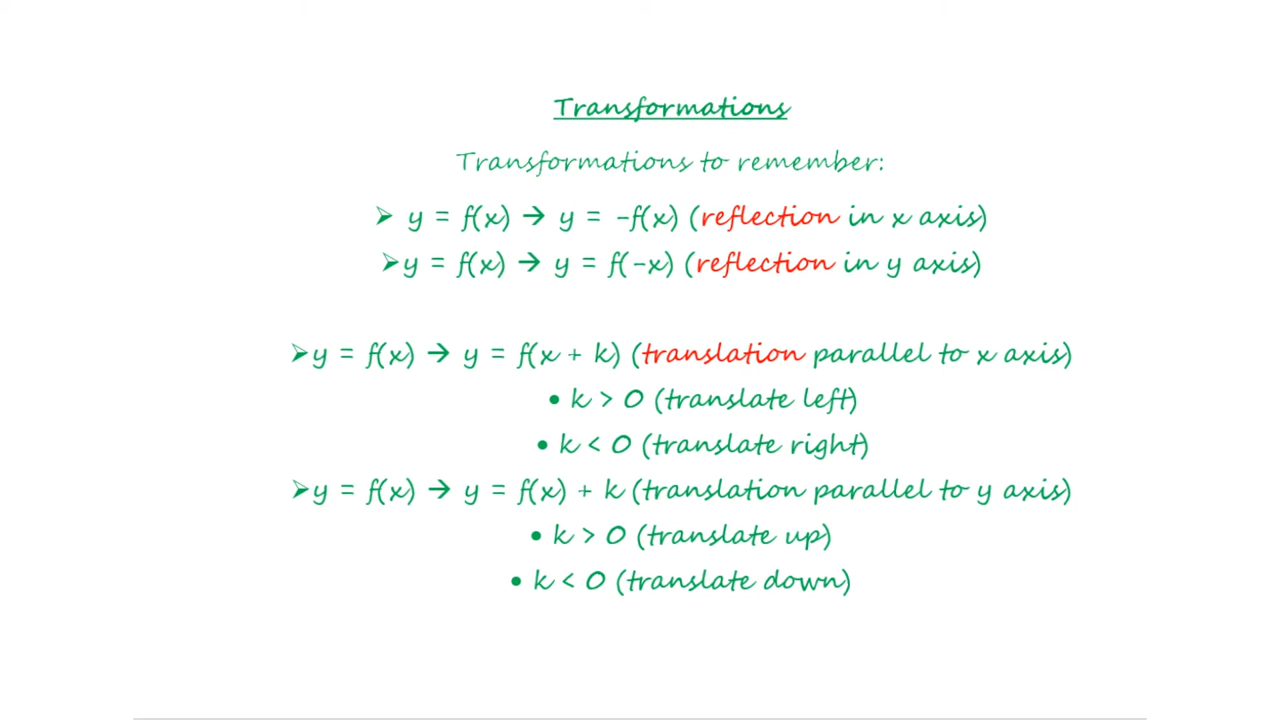 Transformations
Transformations to remember:
➢ y = f(x) → y = -f(x) (reflection in x axis)
➢y = f(x) → y = f(-x) (reflection in y axis)
➢y = f(x) → y = f(x + k) (translation parallel to x axis)
• k > 0 (translate left)
• k < 0 (translate right)
➢y = f(x) → y = f(x) + k (translation parallel to y axis)
• k > 0 (translate up)
• k < 0 (translate down)